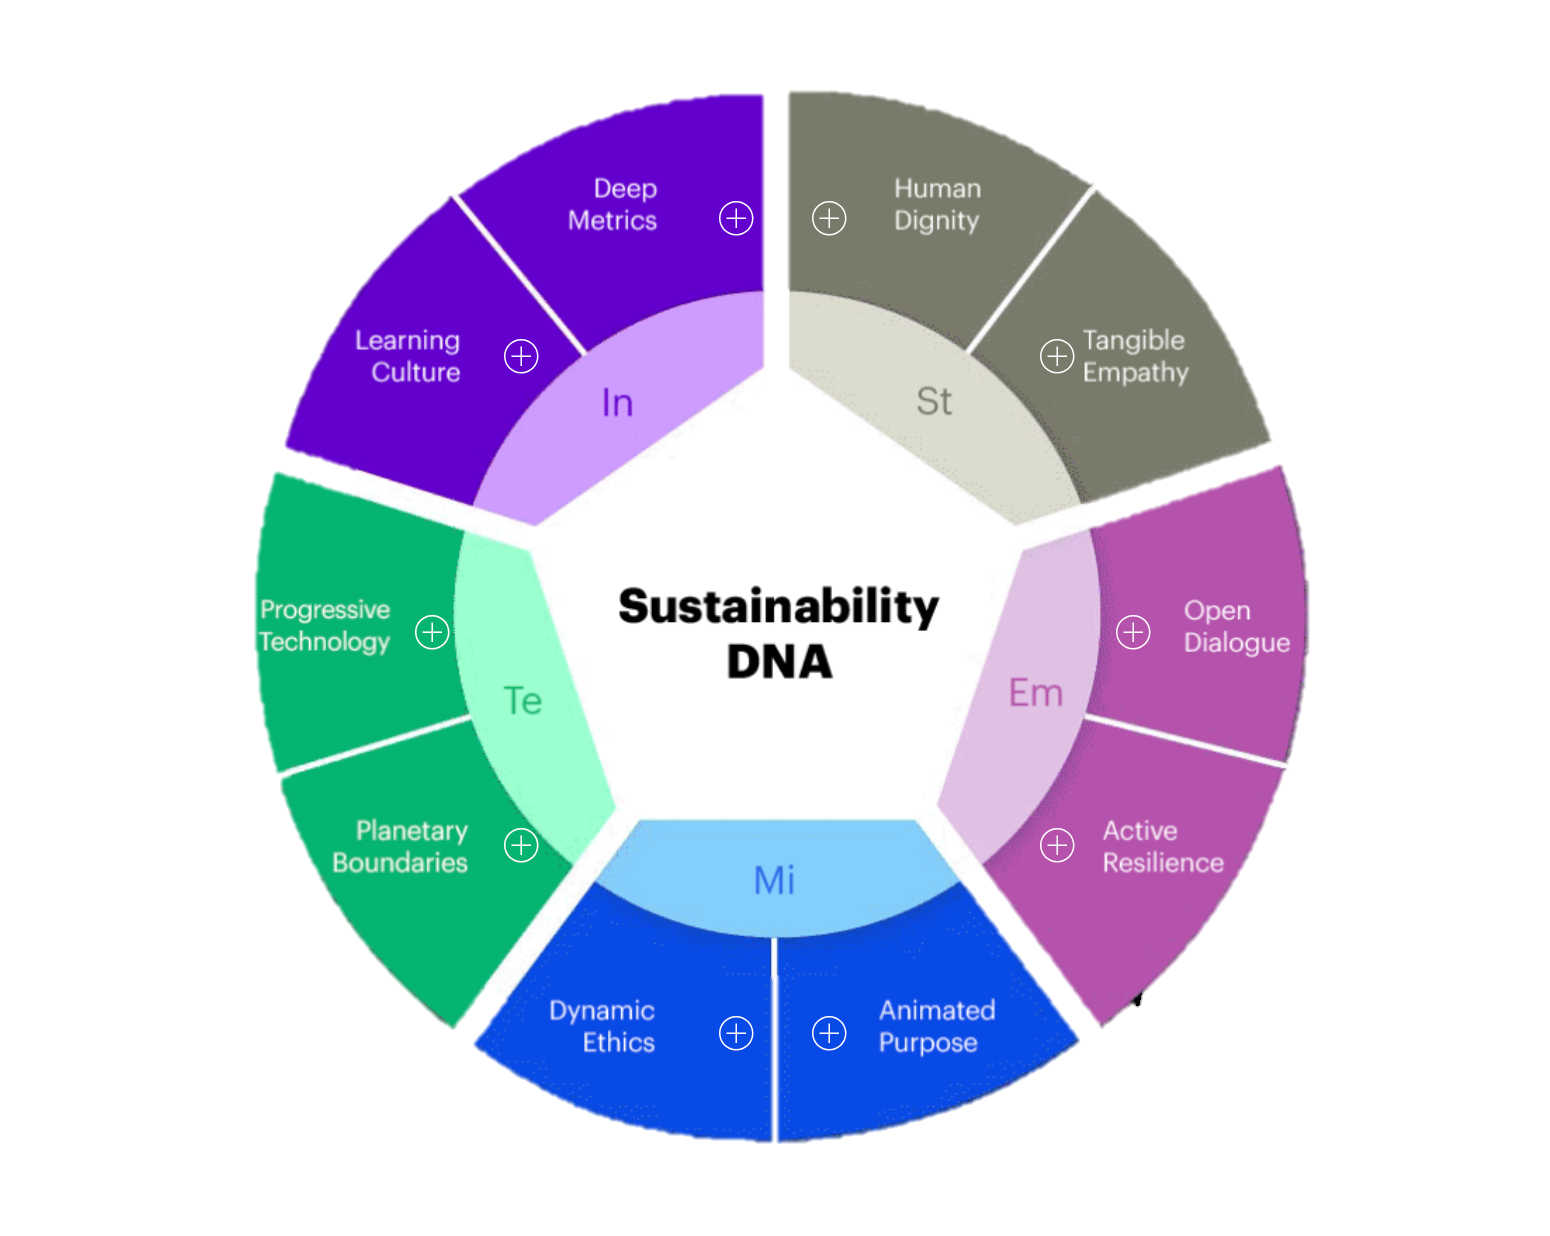 Deep
Metrics
Human
Dignity
Learning
Culture
Tangible
Empathy
In
St
Progressive
Technology
Sustainability
DNA
Open
Dialogue
Te
Em
Planetary
Boundaries
Active
Resilience
Mi
Dynamic
Ethics
Animated
Purpose